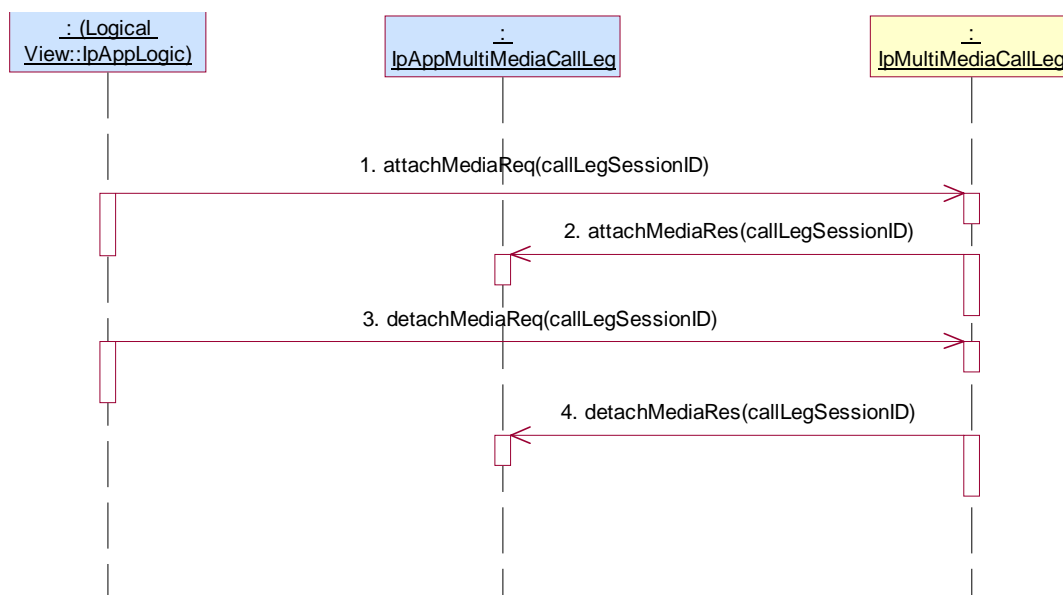 : (Logical
View::IpAppLogic)
:
IpAppMultiMediaCallLeg
:
IpMultiMediaCallLeg
1. attachMediaReq(callLegSessionID)
2. attachMediaRes(callLegSessionID)
3. detachMediaReq(callLegSessionID)
4. detachMediaRes(callLegSessionID)